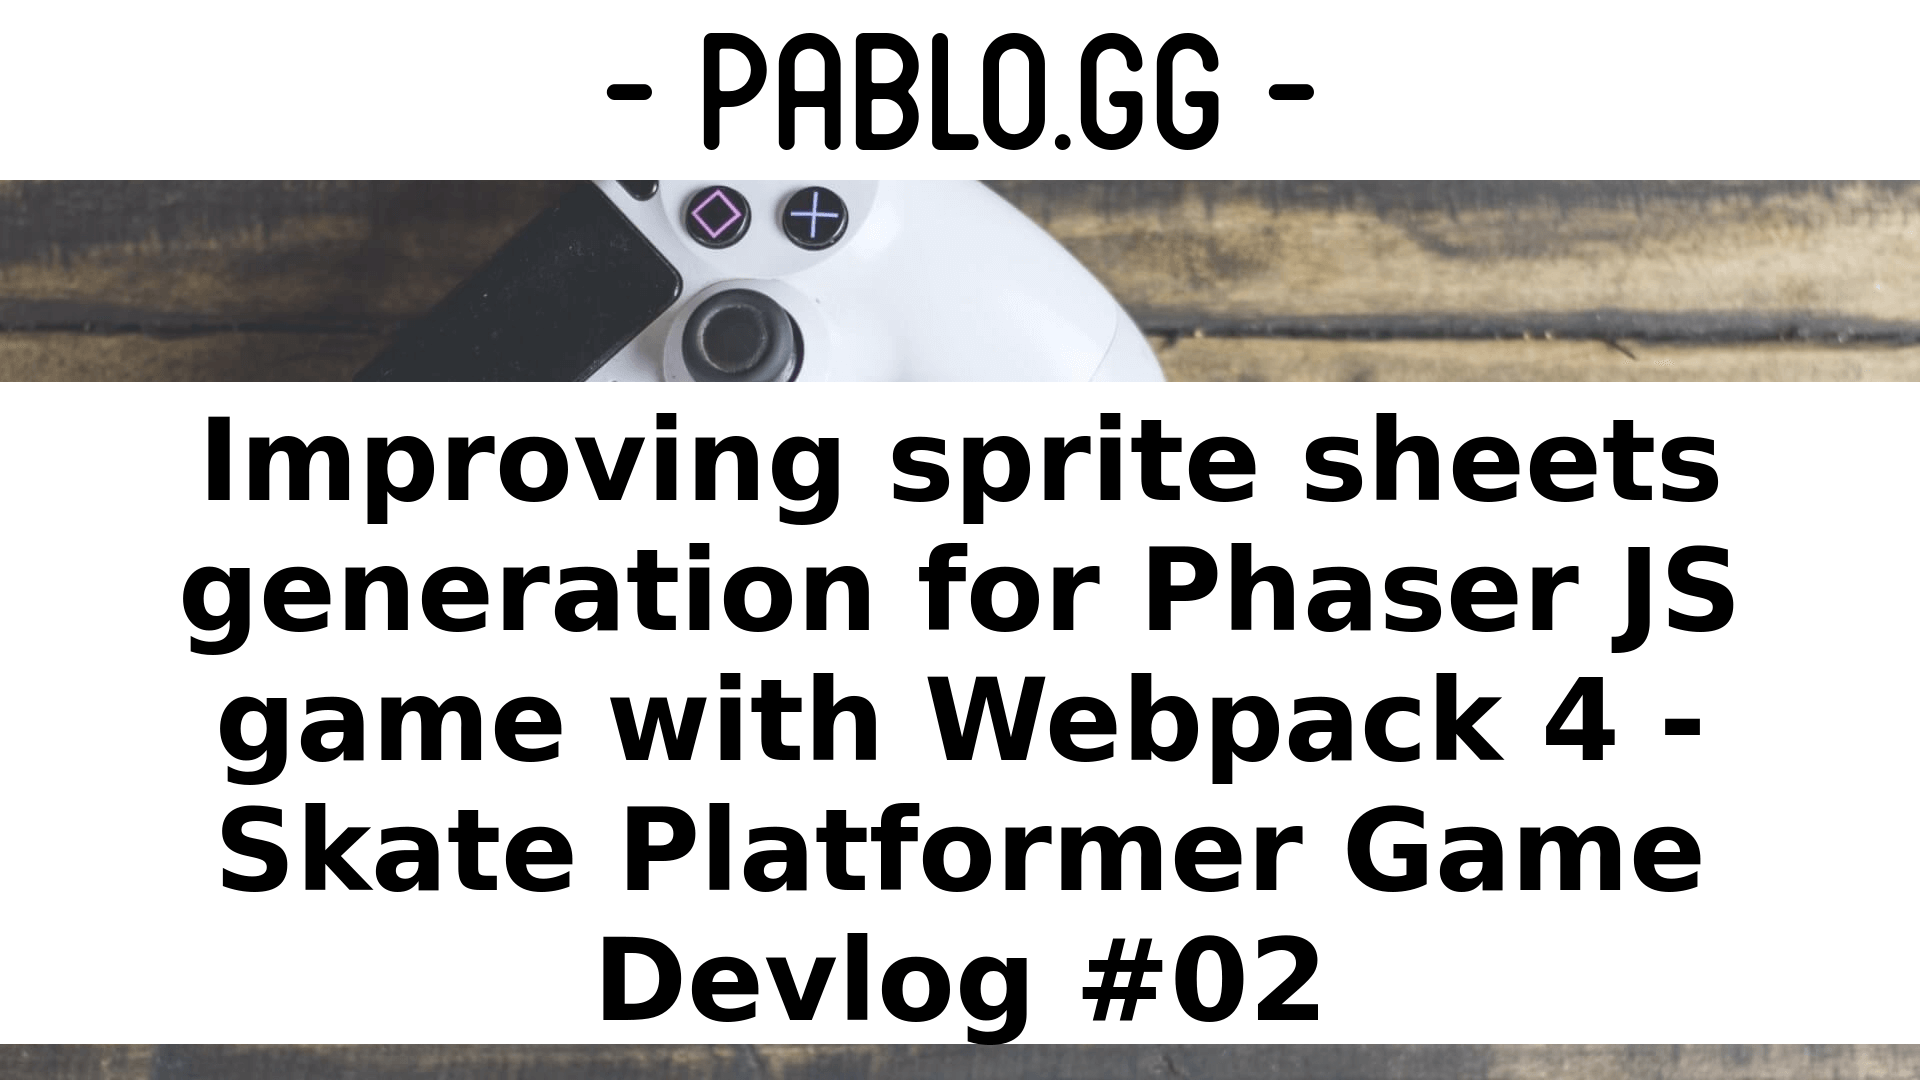 - PABLO.GG -
Improving sprite sheets
generation for Phaser JS
game with Webpack 4 -
Skate Platformer Game
Devlog #02